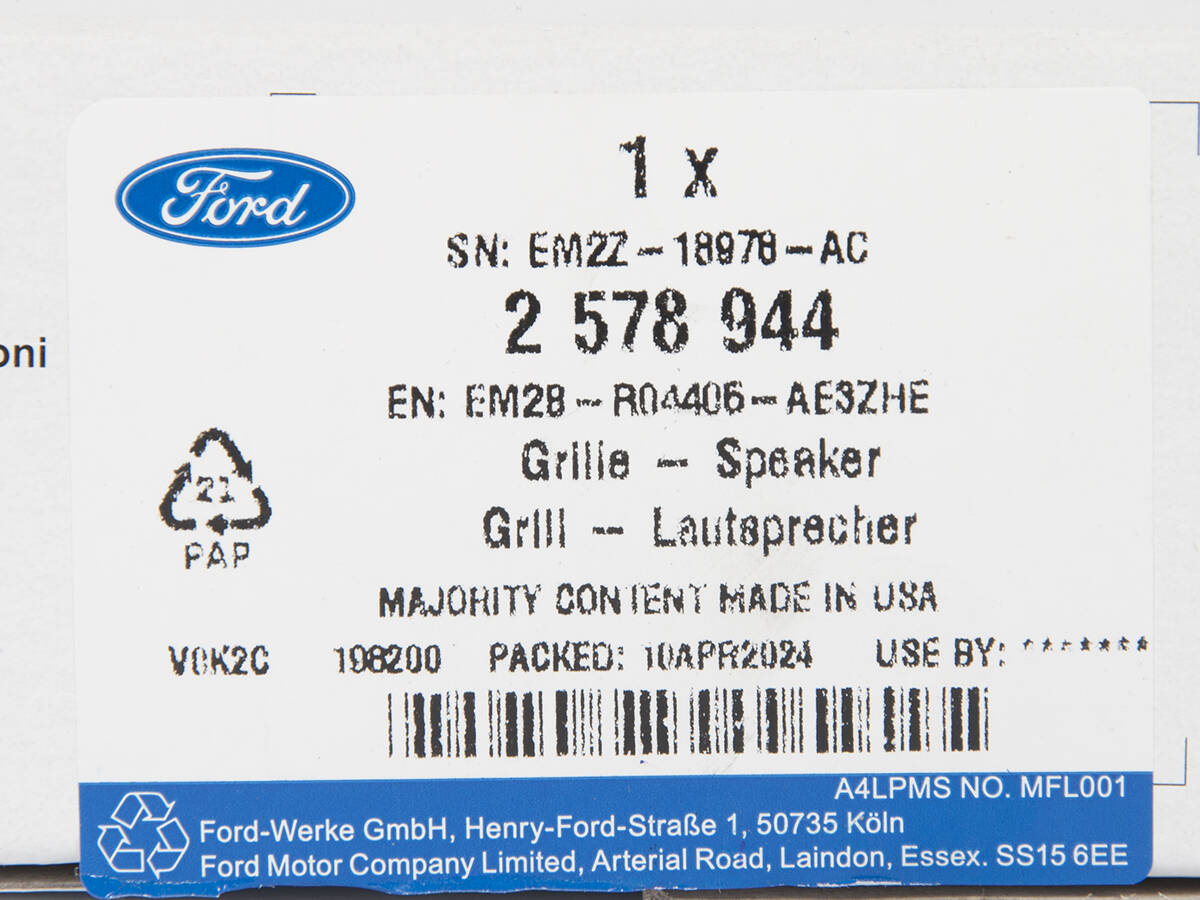 Ford
1 x
SN: EM2Z-18978-AC
2 578 944
EN: EM2B-R04406-AE3ZHE
Grille - Speaker
Grill - Lautsprecher
21
PAP
MAJORITY CONTENT MADE IN USA
V0K2C 198200 PACKED: 10APR2024 USE BY: *******
oni
A4LPMS NO. MFL001
Ford-Werke GmbH, Henry-Ford-Straße 1, 50735 Köln
Ford Motor Company Limited, Arterial Road, Laindon, Essex. SS15 6EE